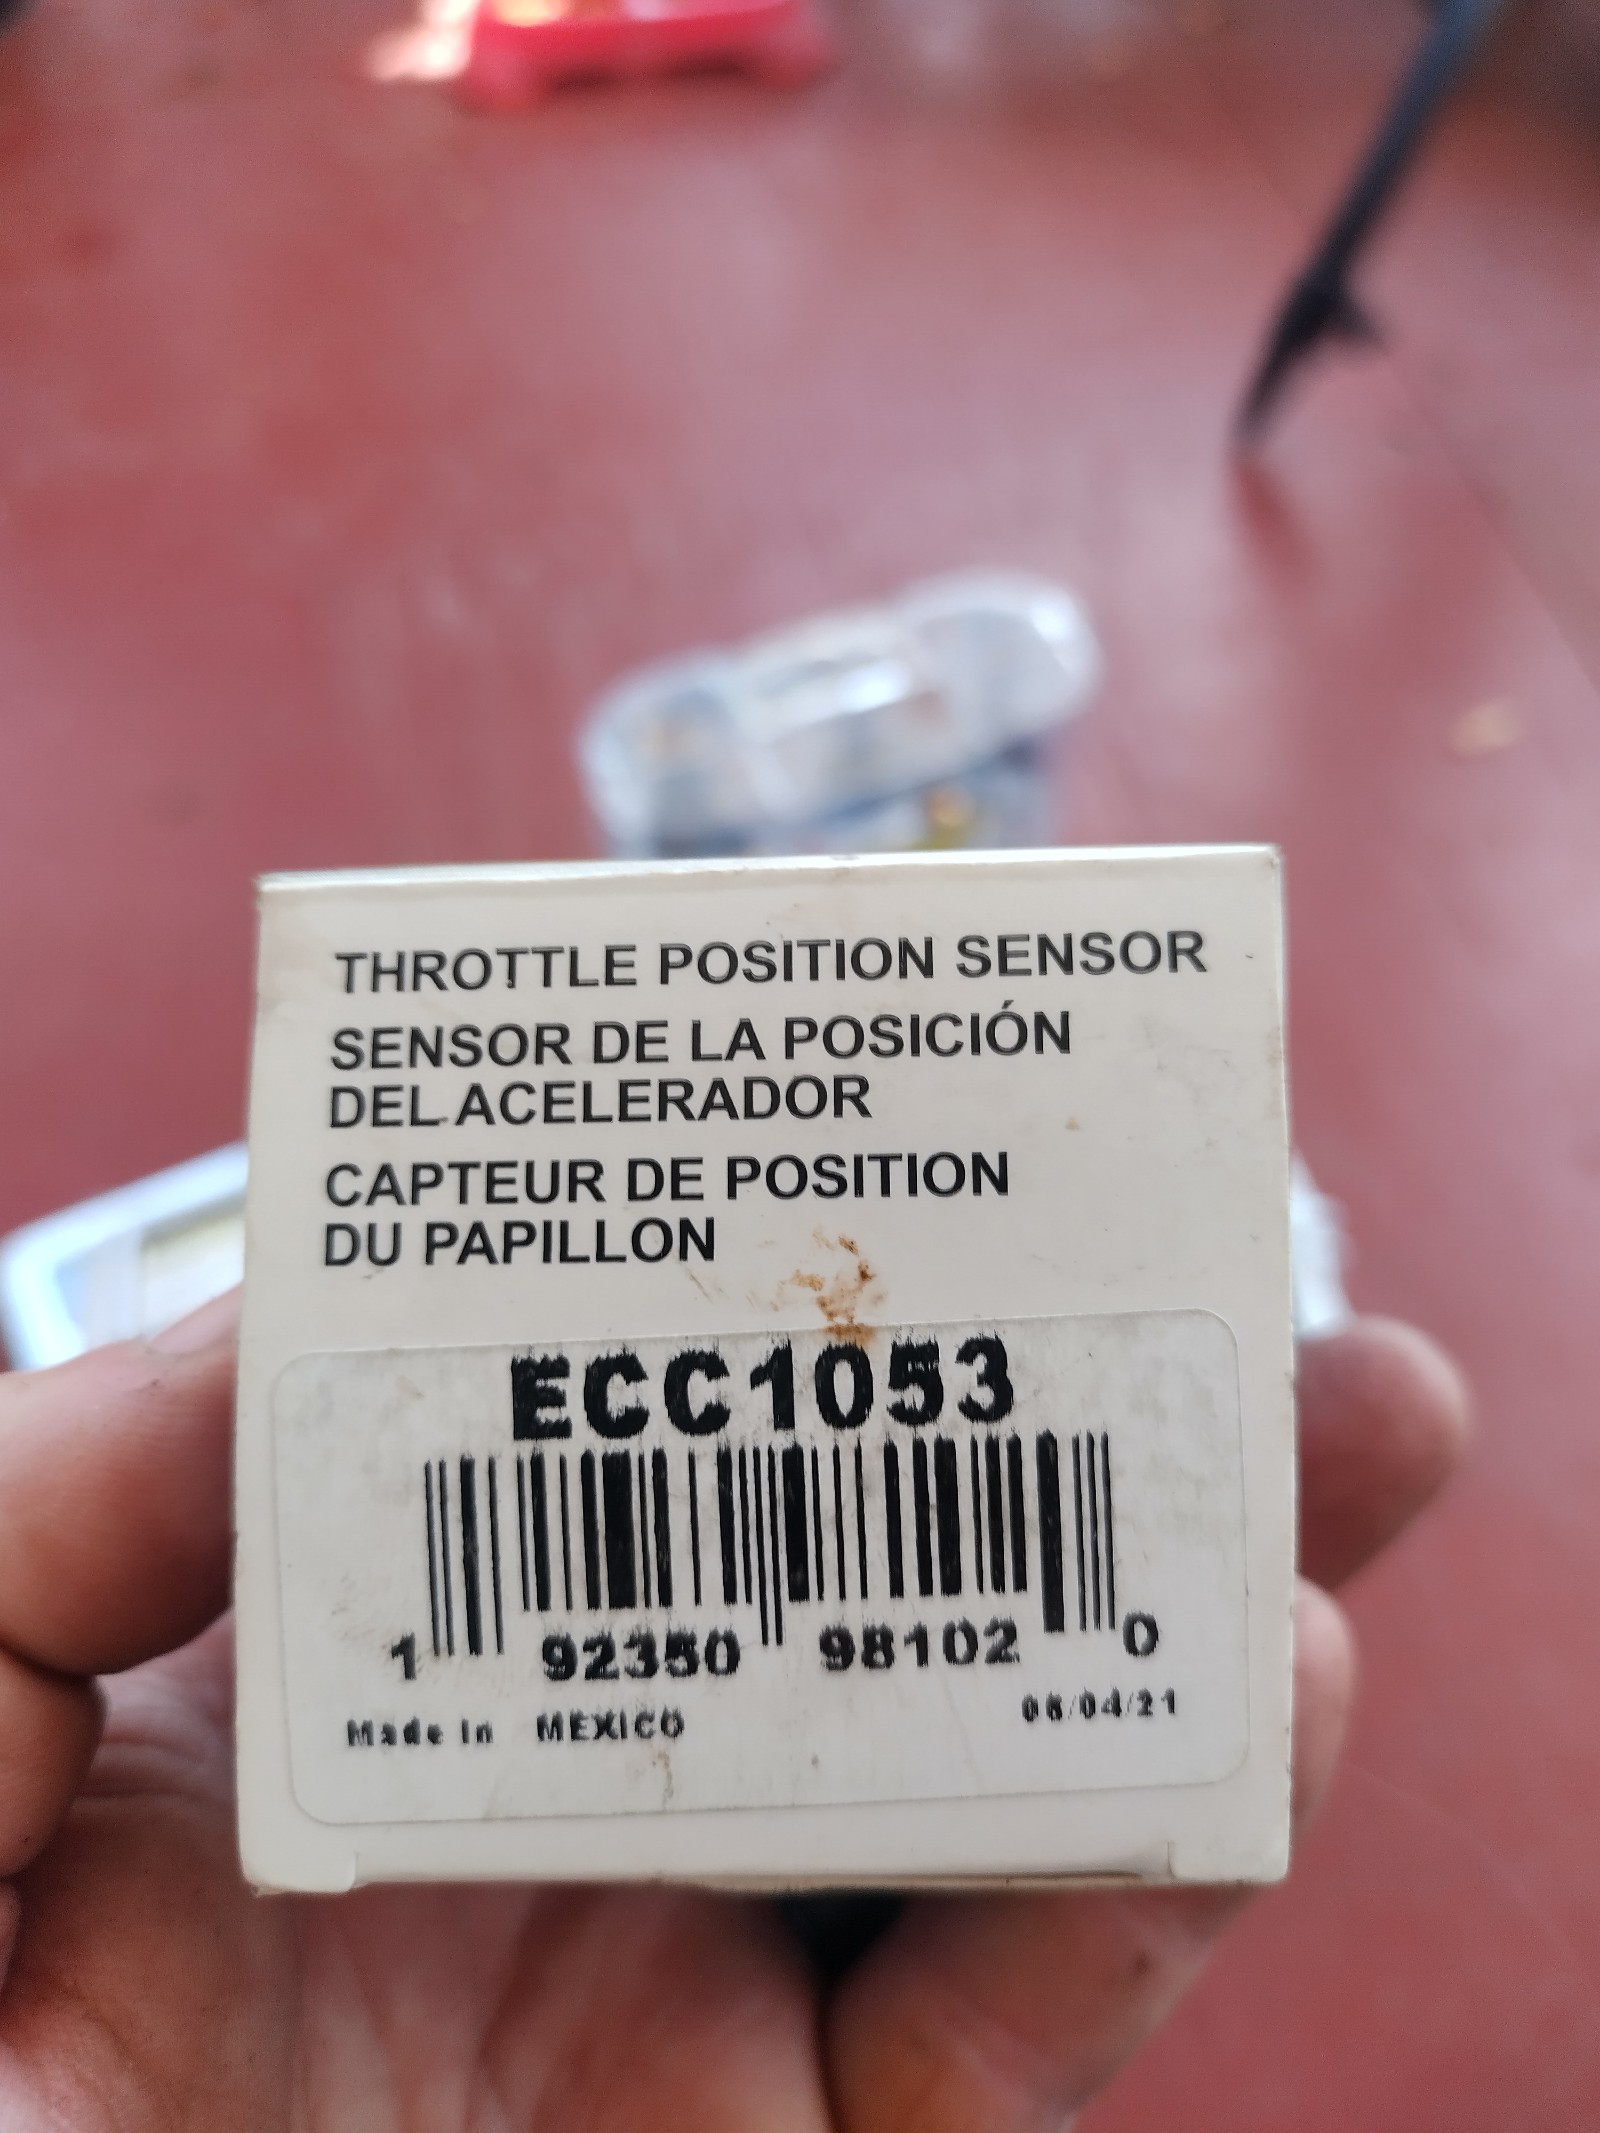 THROTTLE POSITION SENSOR
SENSOR DE LA POSICIÓN
DEL ACELERADOR
CAPTEUR DE POSITION
DU PAPILLON
ECC1053
1 92350 98102 0
Made in MEXICO